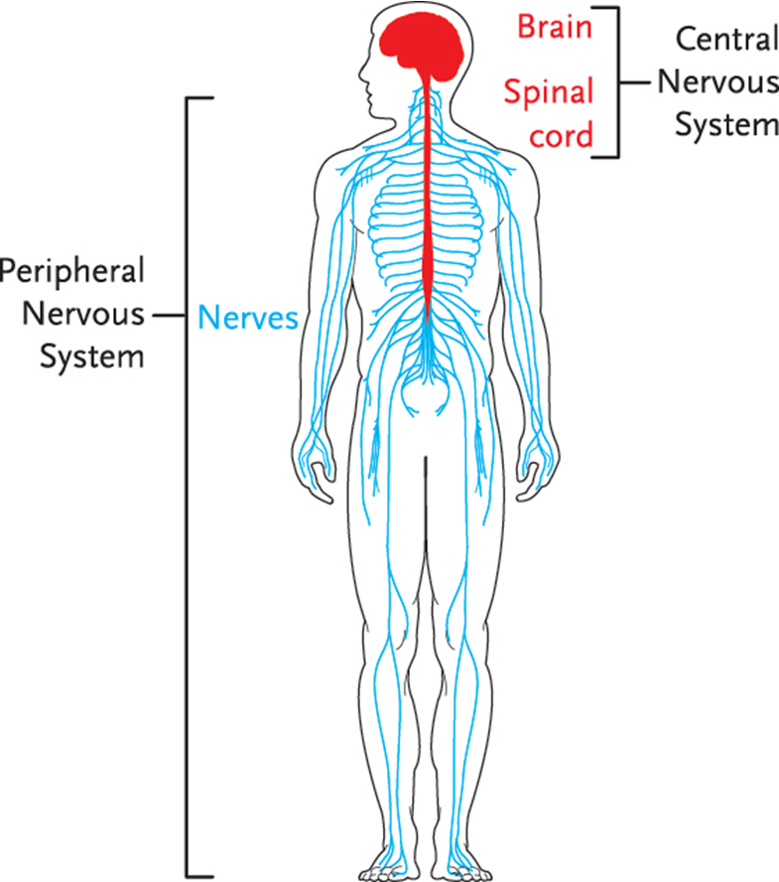 Brain
Spinal
cord
Central
Nervous
System
Peripheral
Nervous
System
Nerves